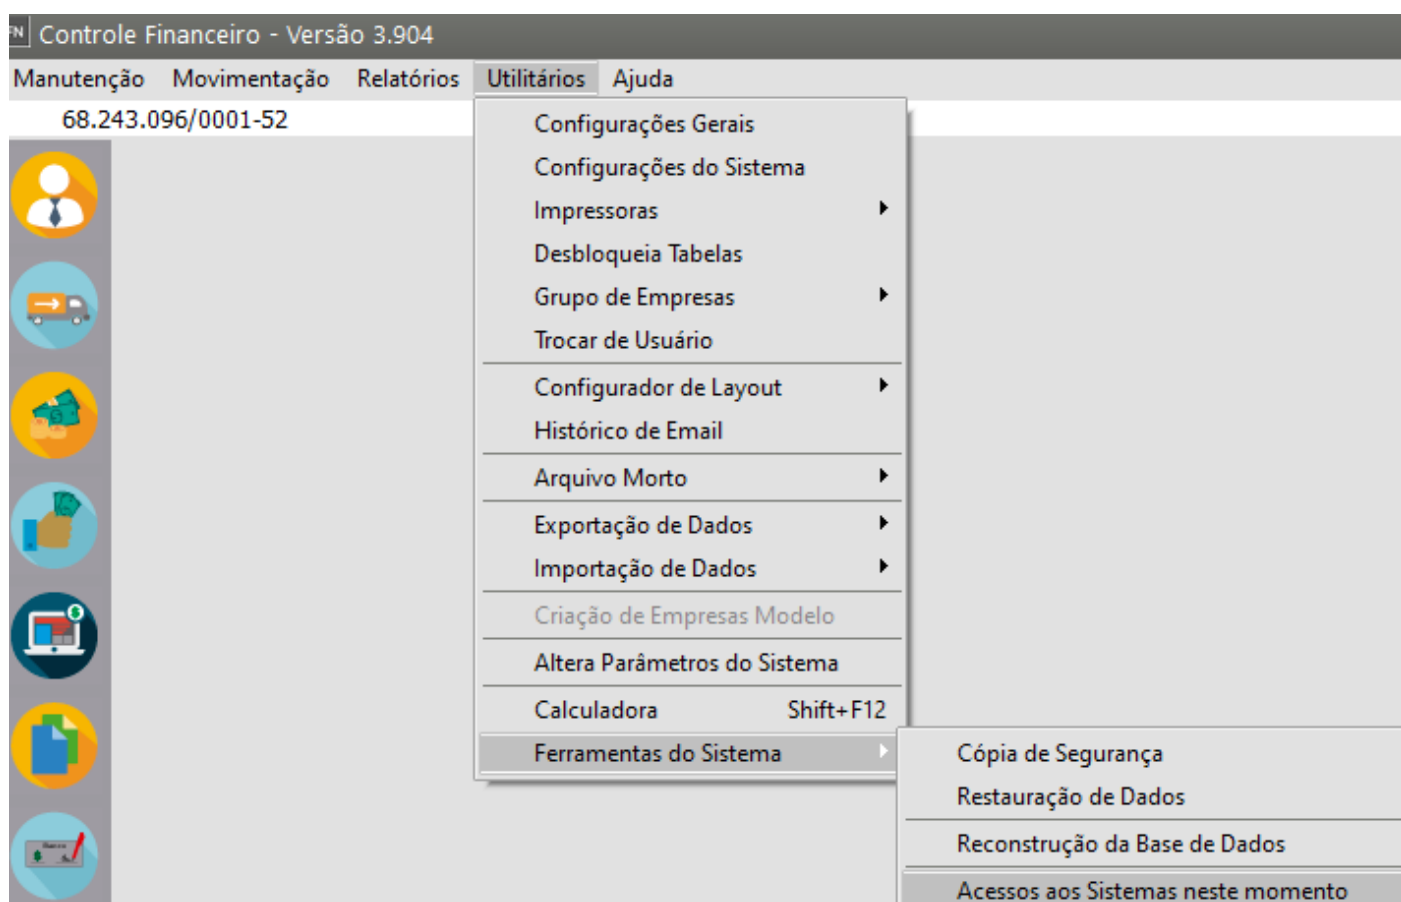 FN Controle Financeiro - Versão 3.904
Manutenção Movimentação Relatórios Utilitários Ajuda
68.243.096/0001-52
Configurações Gerais
Configurações do Sistema
Impressoras
Desbloqueia Tabelas
Grupo de Empresas
Trocar de Usuário
Configurador de Layout
Histórico de Email
Arquivo Morto
Exportação de Dados
Importação de Dados
Criação de Empresas Modelo
Altera Parâmetros do Sistema
Calculadora Shift+F12
Ferramentas do Sistema
Cópia de Segurança
Restauração de Dados
Reconstrução da Base de Dados
Acessos aos Sistemas neste momento